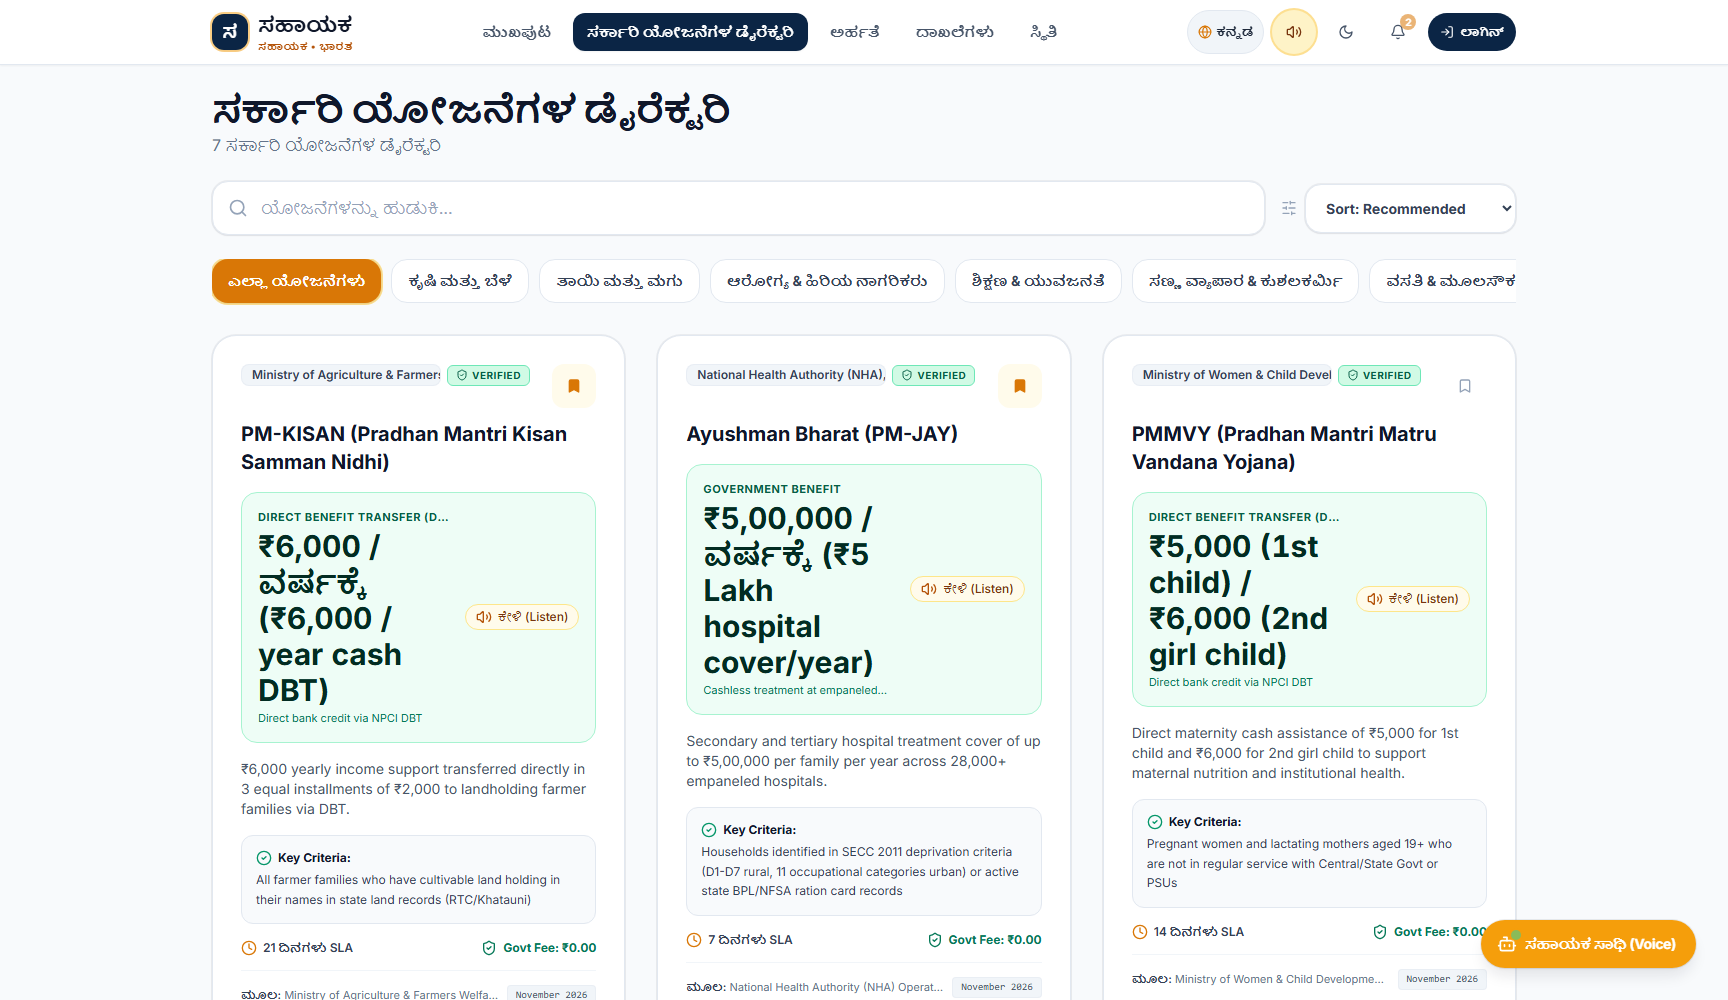 ಸ
ಸಹಾಯಕ
ಸಹಾಯಕ • ಭಾರತ
ಮುಖಪುಟ
ಸರ್ಕಾರಿ ಯೋಜನೆಗಳ ಡೈರೆಕ್ಟರಿ
ಅರ್ಹತೆ
ದಾಖಲೆಗಳು
ಸ್ಥಿತಿ
ಕನ್ನಡ
2
ಲಾಗಿನ್
ಸರ್ಕಾರಿ ಯೋಜನೆಗಳ ಡೈರೆಕ್ಟರಿ
7 ಸರ್ಕಾರಿ ಯೋಜನೆಗಳ ಡೈರೆಕ್ಟರಿ
ಯೋಜನೆಗಳನ್ನು ಹುಡುಕಿ...
Sort: Recommended
ಎಲ್ಲಾ ಯೋಜನೆಗಳು
ಕೃಷಿ ಮತ್ತು ಬೆಳೆ
ತಾಯಿ ಮತ್ತು ಮಗು
ಆರೋಗ್ಯ & ಹಿರಿಯ ನಾಗರಿಕರು
ಶಿಕ್ಷಣ & ಯುವಜನತೆ
ಸಣ್ಣ ವ್ಯಾಪಾರ & ಕುಶಲಕರ್ಮಿ
ವಸತಿ & ಮೂಲಸೌಕ
Ministry of Agriculture & Farmers
VERIFIED
PM-KISAN (Pradhan Mantri Kisan
Samman Nidhi)
DIRECT BENEFIT TRANSFER (D...
₹6,000 /
ವರ್ಷಕ್ಕೆ
(₹6,000 /
year cash
DBT)
ಕೇಳಿ (Listen)
Direct bank credit via NPCI DBT
₹6,000 yearly income support transferred directly in
3 equal installments of ₹2,000 to landholding farmer
families via DBT.
Key Criteria:
All farmer families who have cultivable land holding in
their names in state land records (RTC/Khatauni)
21 ದಿನಗಳು SLA
Govt Fee: ₹0.00
ಮೂಲ: Ministry of Agriculture & Farmers Welfa...
November 2026
National Health Authority (NHA),
VERIFIED
Ayushman Bharat (PM-JAY)
GOVERNMENT BENEFIT
₹5,00,000 /
ವರ್ಷಕ್ಕೆ (₹5
Lakh
hospital
cover/year)
ಕೇಳಿ (Listen)
Cashless treatment at empaneled...
Secondary and tertiary hospital treatment cover of up
to ₹5,00,000 per family per year across 28,000+
empaneled hospitals.
Key Criteria:
Households identified in SECC 2011 deprivation criteria
(D1-D7 rural, 11 occupational categories urban) or active
state BPL/NFSA ration card records
7 ದಿನಗಳು SLA
Govt Fee: ₹0.00
ಮೂಲ: National Health Authority (NHA) Operat...
November 2026
Ministry of Women & Child Devel
VERIFIED
PMMVY (Pradhan Mantri Matru
Vandana Yojana)
DIRECT BENEFIT TRANSFER (D...
₹5,000 (1st
child) /
₹6,000 (2nd
girl child)
ಕೇಳಿ (Listen)
Direct bank credit via NPCI DBT
Direct maternity cash assistance of ₹5,000 for 1st
child and ₹6,000 for 2nd girl child to support
maternal nutrition and institutional health.
Key Criteria:
Pregnant women and lactating mothers aged 19+ who
are not in regular service with Central/State Govt or
PSUs
14 ದಿನಗಳು SLA
Govt Fee: ₹0.00
ಮೂಲ: Ministry of Women & Child Developme...
November 2026
ಸಹಾಯಕ ಸಾಥಿ (Voice)